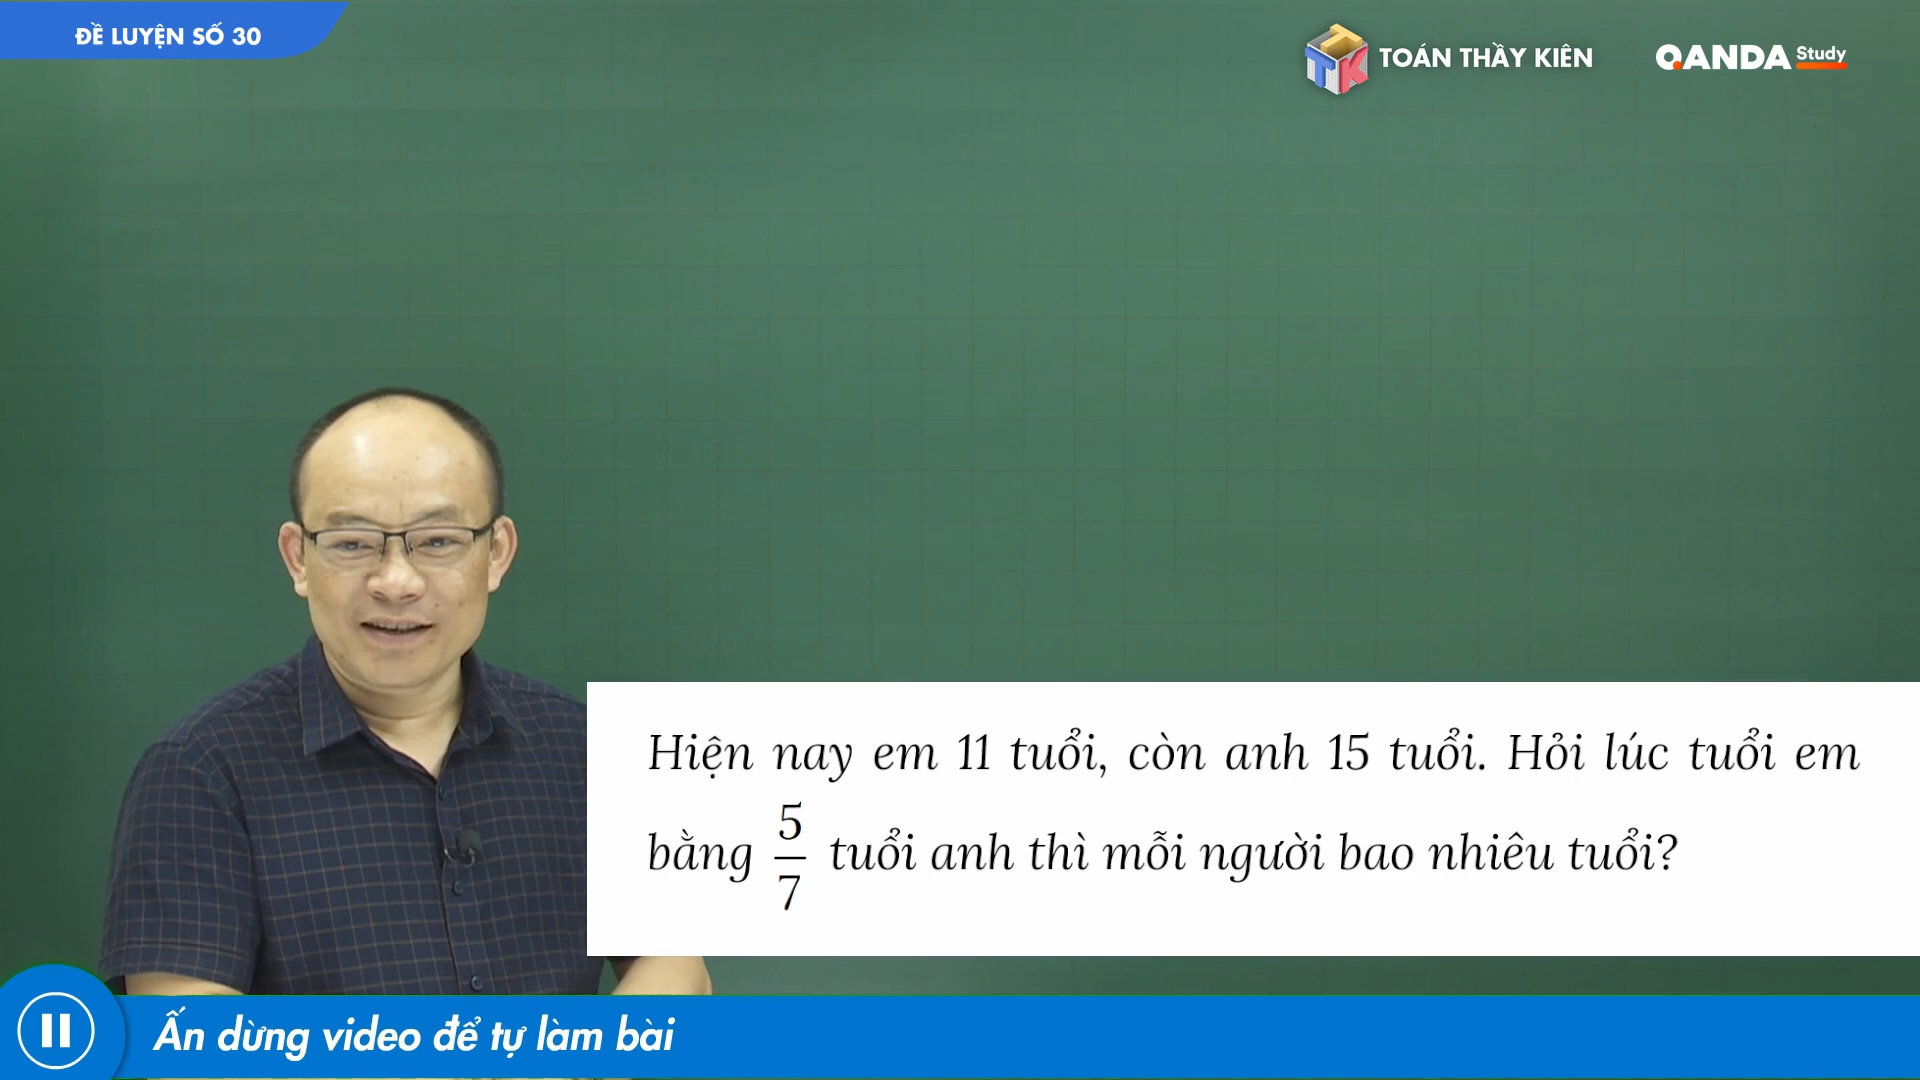 ĐỀ LUYỆN SỐ 30
TTK TOÁN THẦY KIÊN
QANDA Study
Hiện nay em 11 tuổi, còn anh 15 tuổi. Hỏi lúc tuổi em
bằng 5/7 tuổi anh thì mỗi người bao nhiêu tuổi?
Ấn dừng video để tự làm bài